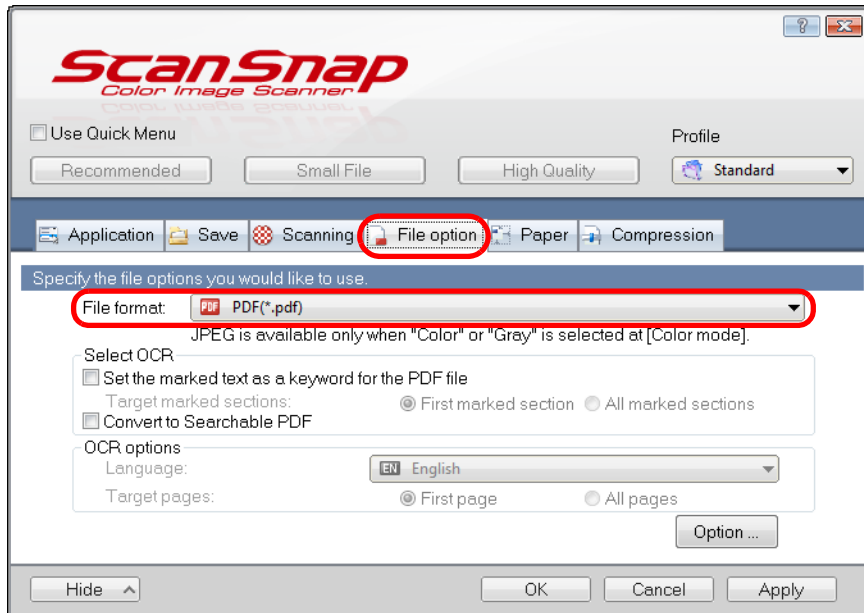 ScanSnap
Color Image Scanner
Use Quick Menu
Profile
Recommended Small File High Quality Standard
Application Save Scanning File option Paper Compression
Specify the file options you would like to use.
File format: PDF PDF(*.pdf)
JPEG is available only when "Color" or "Gray" is selected at [Color mode].
Select OCR
Set the marked text as a keyword for the PDF file
Target marked sections: First marked section All marked sections
Convert to Searchable PDF
OCR options
Language: EN English
Target pages: First page All pages
Option ...
Hide OK Cancel Apply